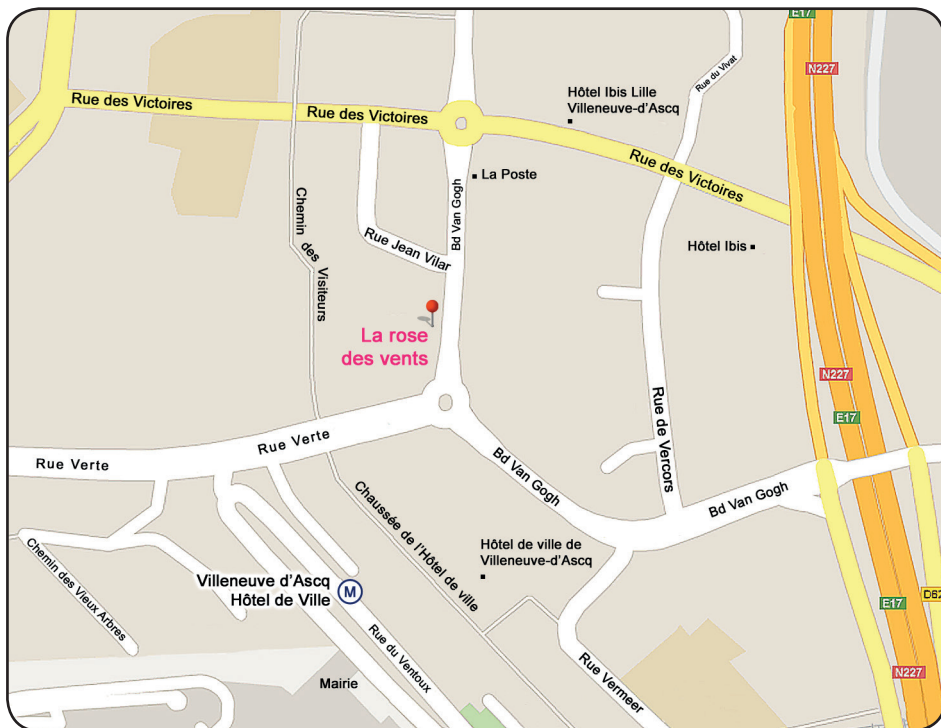 E17
N227
Rue du Vivat
Hôtel Ibis Lille
Villeneuve-d'Ascq
Rue des Victoires
Rue des Victoires
Rue des Victoires
La Poste
Bd Van Gogh
Chemin des Visiteurs
Rue Jean Vilar
Hôtel Ibis
La rose
des vents
N227
E17
Rue de Vercors
Rue Verte
Rue Verte
Bd Van Gogh
Bd Van Gogh
Chaussée de l'Hôtel de ville
Hôtel de ville de
Villeneuve-d'Ascq
Chemin des Vieux Arbres
Villeneuve d'Ascq
Hôtel de Ville
M
E17
D62
Rue du Ventoux
Rue Vermeer
Mairie
N227